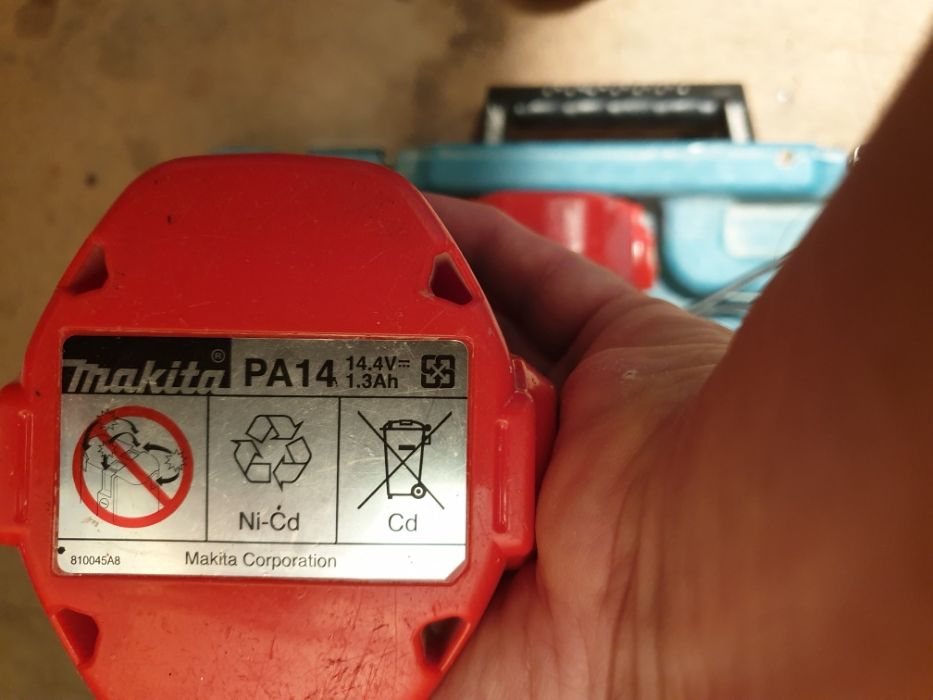 Makita®
PA14 14.4V⎓
1.3Ah
Ni-Cd
Cd
810045A8 Makita Corporation